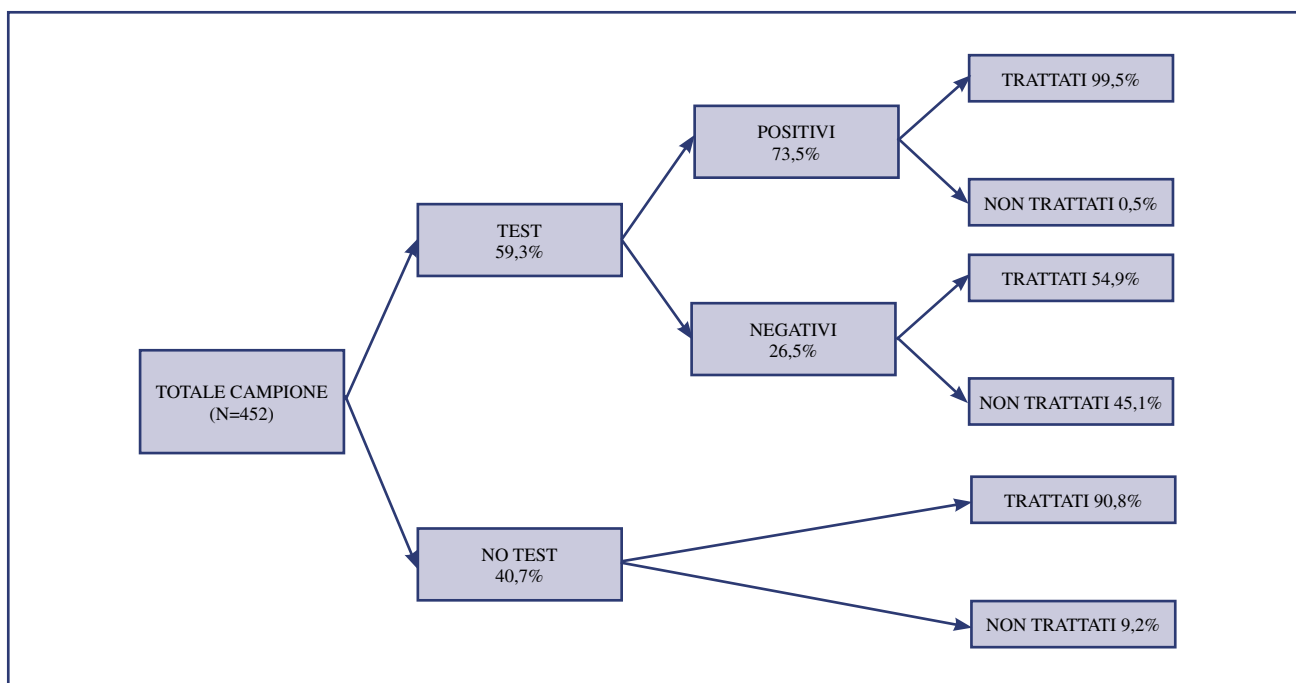 TOTALE CAMPIONE
(N=452)
TEST
59,3%
NO TEST
40,7%
POSITIVI
73,5%
NEGATIVI
26,5%
TRATTATI 99,5%
NON TRATTATI 0,5%
TRATTATI 54,9%
NON TRATTATI 45,1%
TRATTATI 90,8%
NON TRATTATI 9,2%